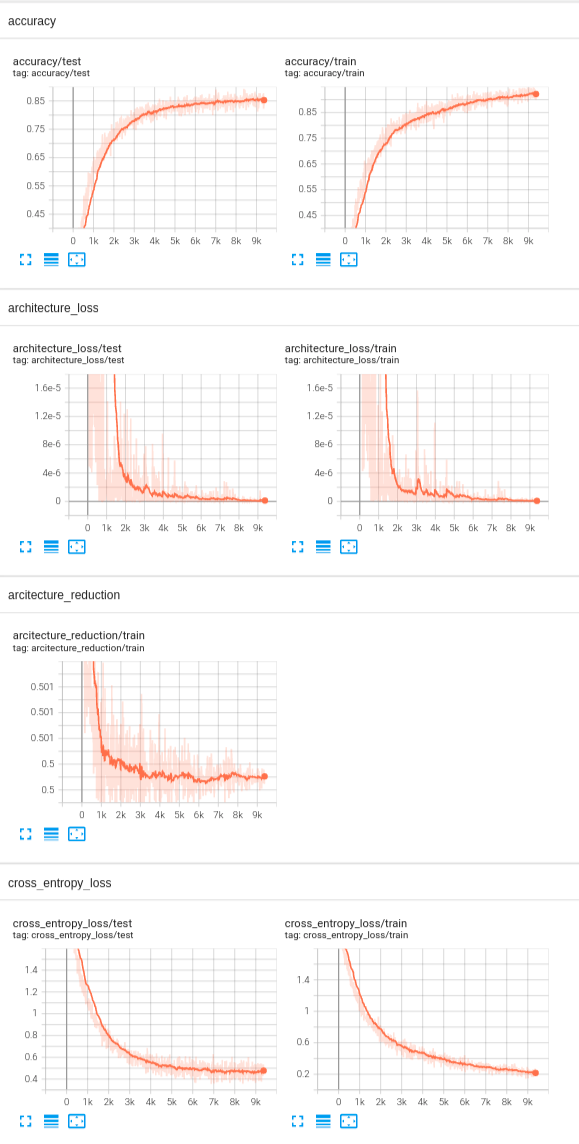 accuracy
accuracy/test
tag: accuracy/test
0.85
0.75
0.65
0.55
0.45
0 1k 2k 3k 4k 5k 6k 7k 8k 9k
accuracy/train
tag: accuracy/train
0.85
0.75
0.65
0.55
0.45
0 1k 2k 3k 4k 5k 6k 7k 8k 9k
architecture_loss
architecture_loss/test
tag: architecture_loss/test
1.6e-5
1.2e-5
8e-6
4e-6
0
0 1k 2k 3k 4k 5k 6k 7k 8k 9k
architecture_loss/train
tag: architecture_loss/train
1.6e-5
1.2e-5
8e-6
4e-6
0
0 1k 2k 3k 4k 5k 6k 7k 8k 9k
arcitecture_reduction
arcitecture_reduction/train
tag: arcitecture_reduction/train
0.501
0.501
0.501
0.5
0.5
0 1k 2k 3k 4k 5k 6k 7k 8k 9k
cross_entropy_loss
cross_entropy_loss/test
tag: cross_entropy_loss/test
1.4
1.2
1
0.8
0.6
0.4
0 1k 2k 3k 4k 5k 6k 7k 8k 9k
cross_entropy_loss/train
tag: cross_entropy_loss/train
1.4
1
0.6
0.2
0 1k 2k 3k 4k 5k 6k 7k 8k 9k